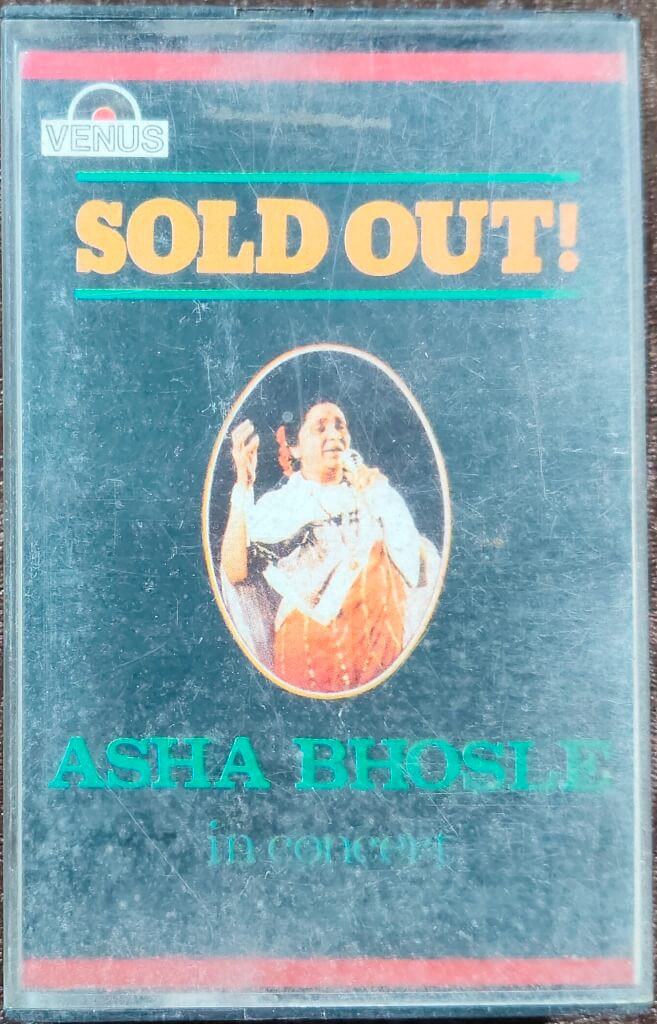 VENUS
SOLD OUT!
ASHA BHOSLE
in concert